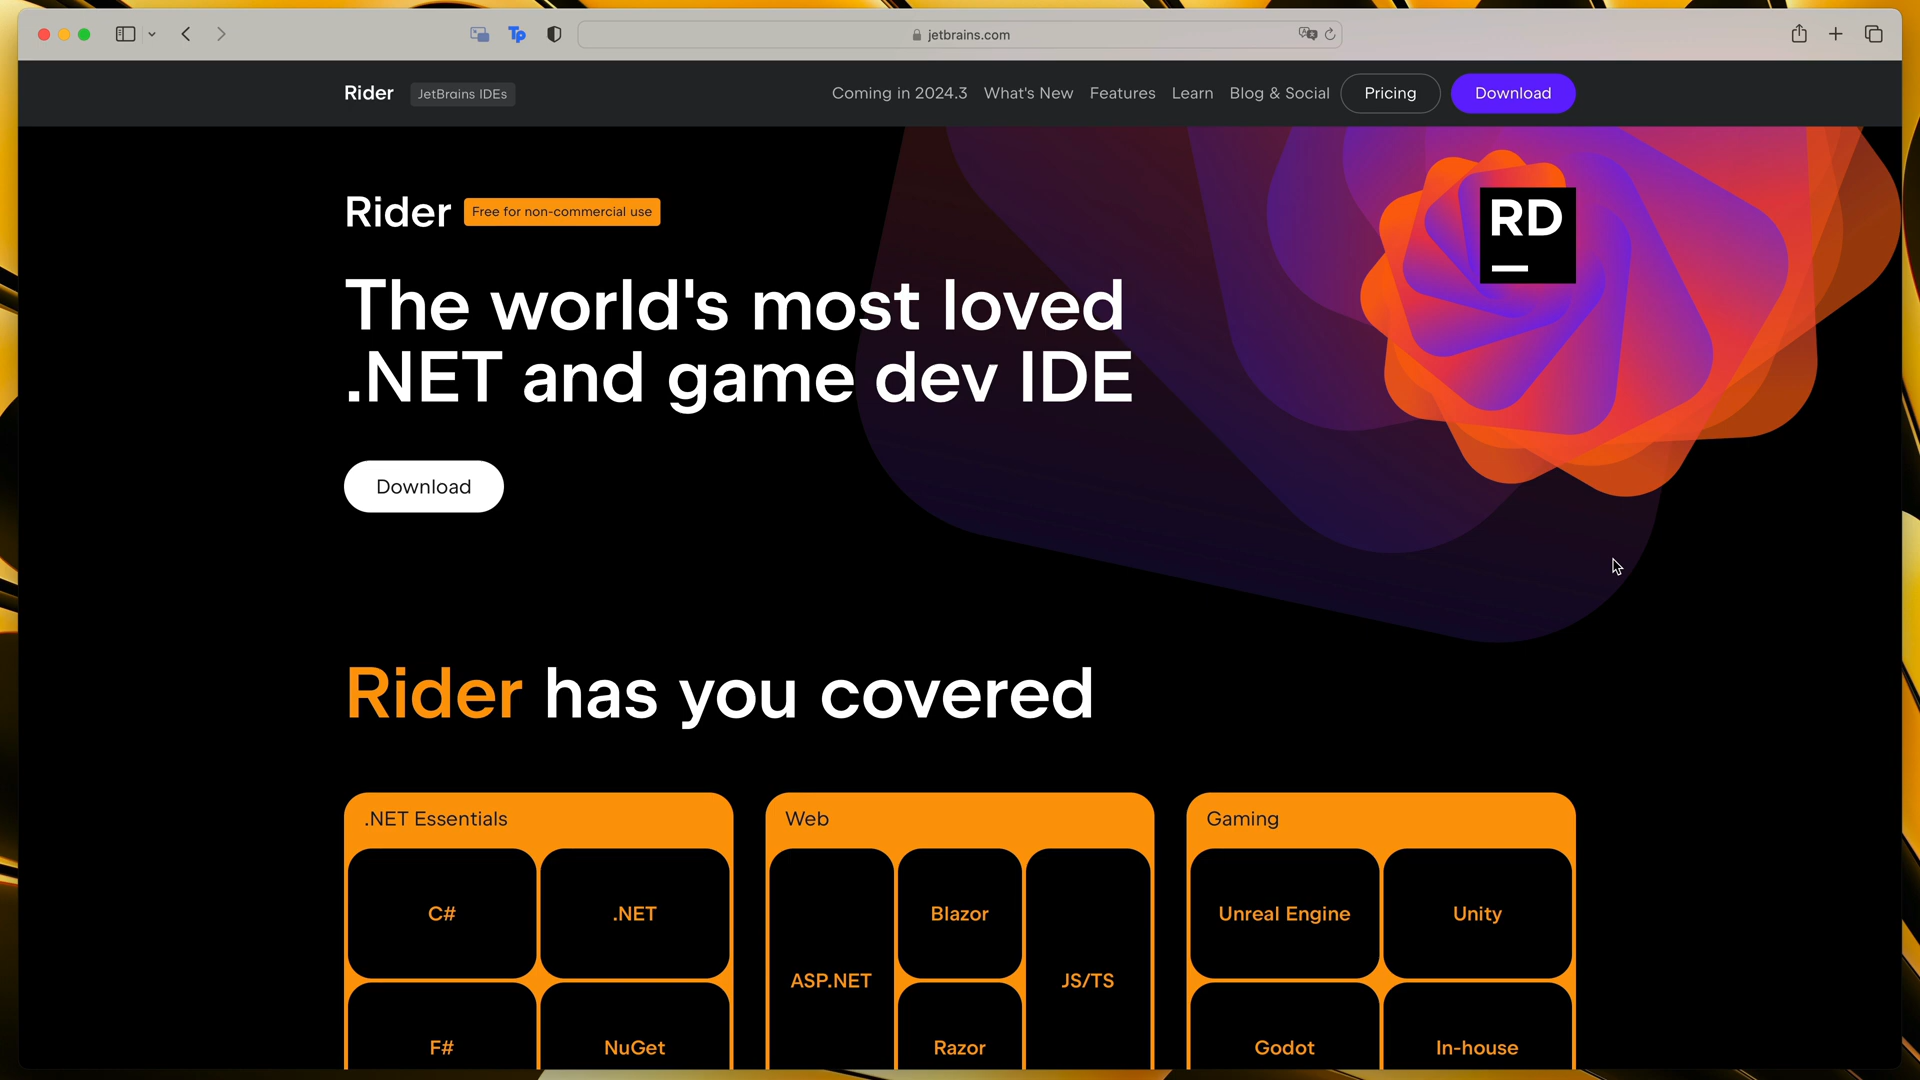 jetbrains.com
Rider JetBrains IDEs Coming in 2024.3 What's New Features Learn Blog & Social Pricing Download
RD
Rider Free for non-commercial use
The world's most loved
.NET and game dev IDE
Download
Rider has you covered
.NET Essentials
C# .NET
F# NuGet
Web
Blazor
ASP.NET JS/TS
Razor
Gaming
Unreal Engine Unity
Godot In-house